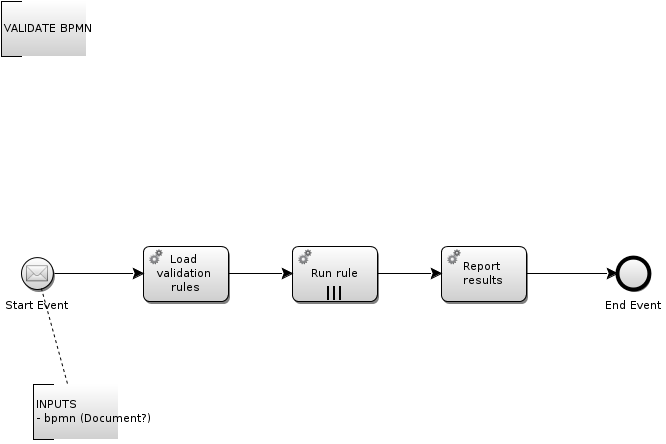 VALIDATE BPMN
Load
validation
rules
Run rule
Report
results
Start Event
End Event
INPUTS
- bpmn (Document?)